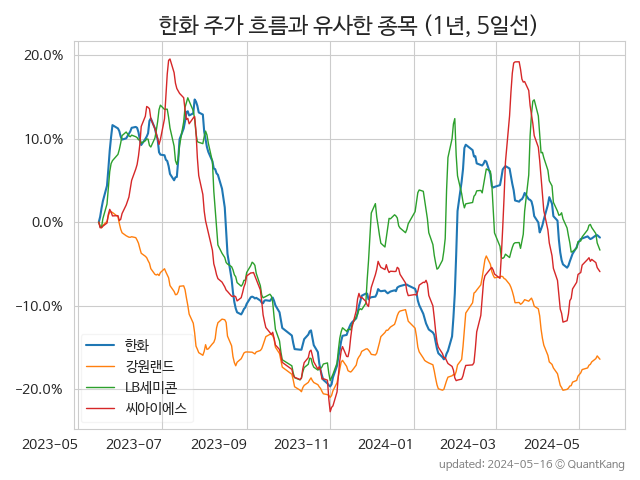 한화 주가 흐름과 유사한 종목 (1년, 5일선)
20.0%
10.0%
0.0%
−10.0%
−20.0%
한화
강원랜드
LB세미콘
씨아이에스
2023-05 2023-07 2023-09 2023-11 2024-01 2024-03 2024-05
updated: 2024-05-16 © QuantKang